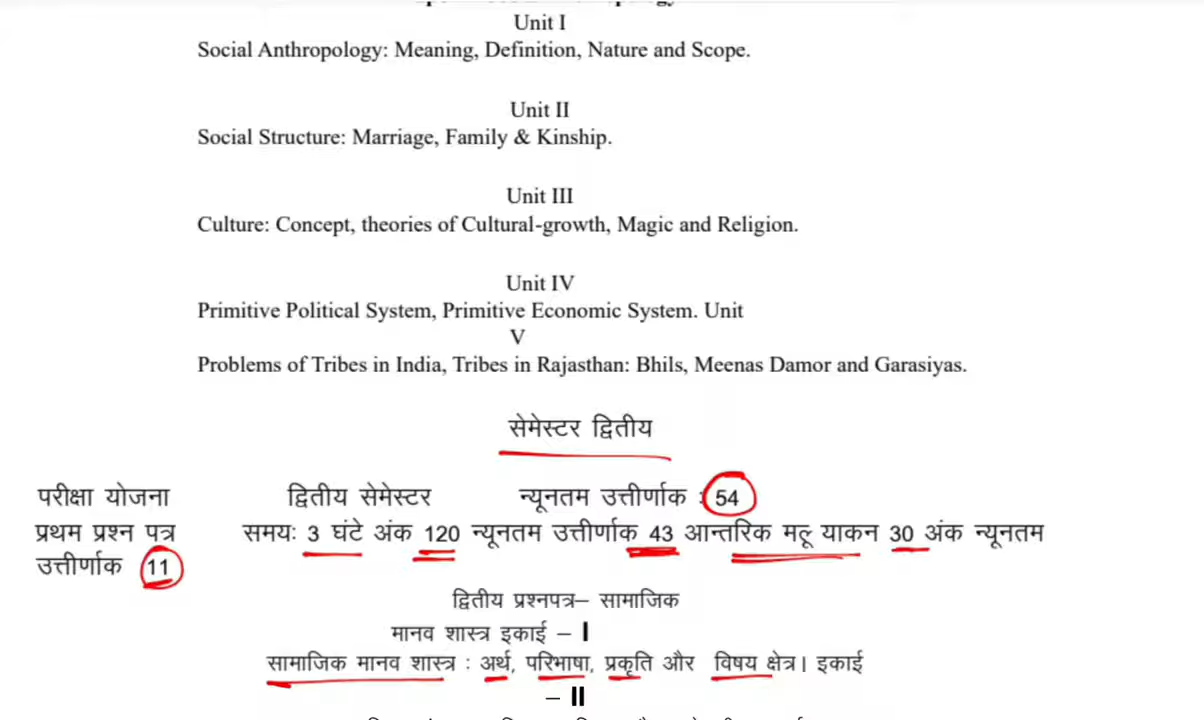 Unit I
Social Anthropology: Meaning, Definition, Nature and Scope.
Unit II
Social Structure: Marriage, Family & Kinship.
Unit III
Culture: Concept, theories of Cultural-growth, Magic and Religion.
Unit IV
Primitive Political System, Primitive Economic System. Unit
V
Problems of Tribes in India, Tribes in Rajasthan: Bhils, Meenas Damor and Garasiyas.
सेमेस्टर द्वितीय
परीक्षा योजना द्वितीय सेमेस्टर न्यूनतम उत्तीर्णाक : 54
प्रथम प्रश्न पत्र समयः 3 घंटे अंक 120 न्यूनतम उत्तीर्णाक 43 आन्तरिक मलू याकन 30 अंक न्यूनतम
उत्तीर्णाक 11
द्वितीय प्रश्नपत्र– सामाजिक
मानव शास्त्र इकाई – I
सामाजिक मानव शास्त्र : अर्थ, परिभाषा, प्रकृति और विषय क्षेत्र। इकाई
– II